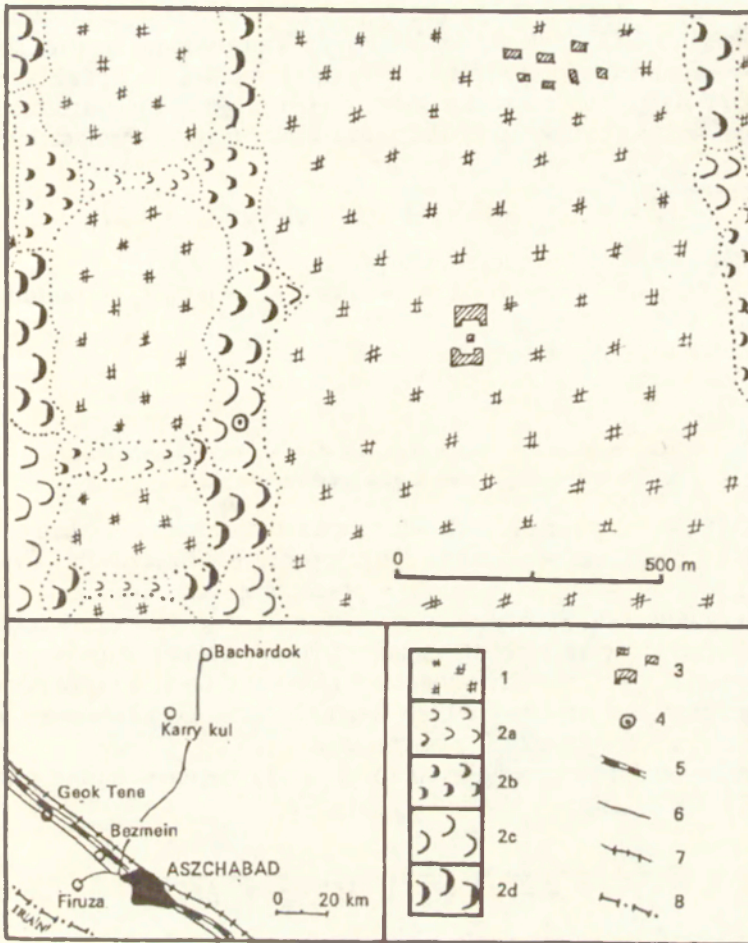 0 500 m
Bachardok
Karry kul
Geok Tene
Bezmein
ASZCHABAD
Firuza
0 20 km
IRAN
1
2a
2b
2c
2d
3
4
5
6
7
8